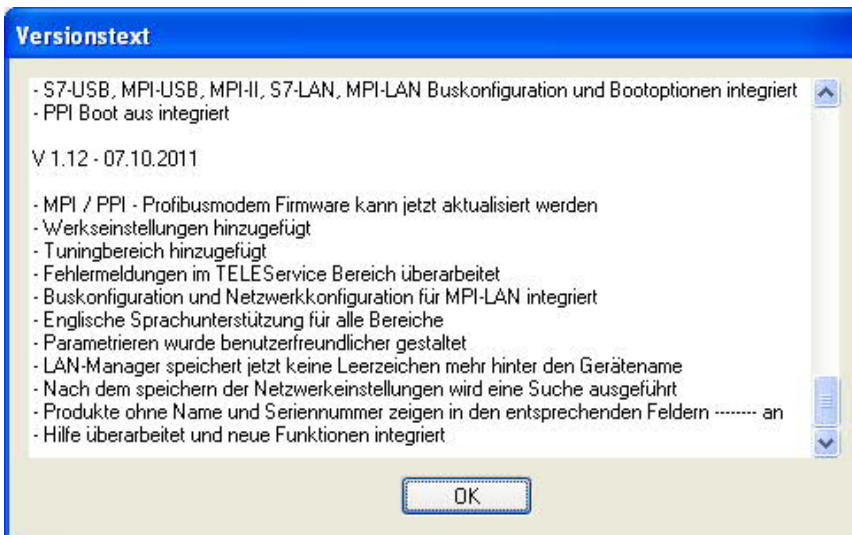 Versionstext
- S7-USB, MPI-USB, MPI-II, S7-LAN, MPI-LAN Buskonfiguration und Bootoptionen integriert
- PPI Boot aus integriert
V 1.12 - 07.10.2011
- MPI / PPI - Profibusmodem Firmware kann jetzt aktualisiert werden
- Werkseinstellungen hinzugefügt
- Tuningbereich hinzugefügt
- Fehlermeldungen im TELEService Bereich überarbeitet
- Buskonfiguration und Netzwerkkonfiguration für MPI-LAN integriert
- Englische Sprachunterstützung für alle Bereiche
- Parametrieren wurde benutzerfreundlicher gestaltet
- LAN-Manager speichert jetzt keine Leerzeichen mehr hinter den Gerätename
- Nach dem speichern der Netzwerkeinstellungen wird eine Suche ausgeführt
- Produkte ohne Name und Seriennummer zeigen in den entsprechenden Feldern -------- an
- Hilfe überarbeitet und neue Funktionen integriert
OK